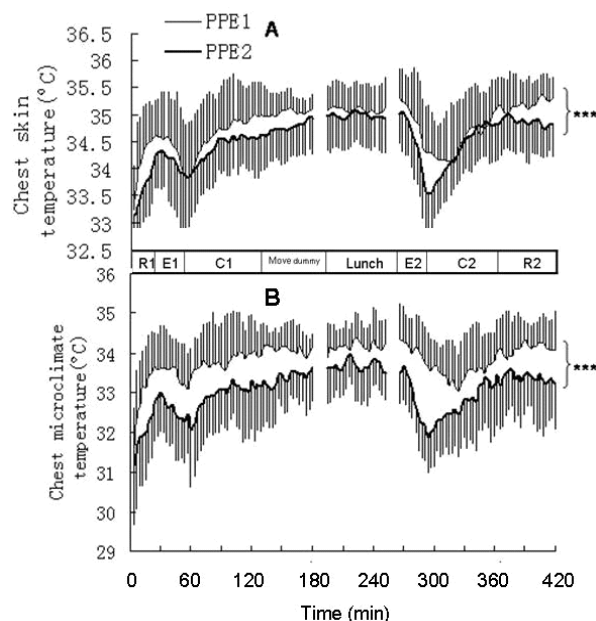 PPE1
PPE2
A
36.5
36
35.5
35
34.5
34
33.5
33
32.5
Chest skin
temperature(°C)
***
R1 E1 C1 Move dummy Lunch E2 C2 R2
B
36
35
34
33
32
31
30
29
Chest microclimate
temperature(°C)
***
0 60 120 180 240 300 360 420
Time (min)